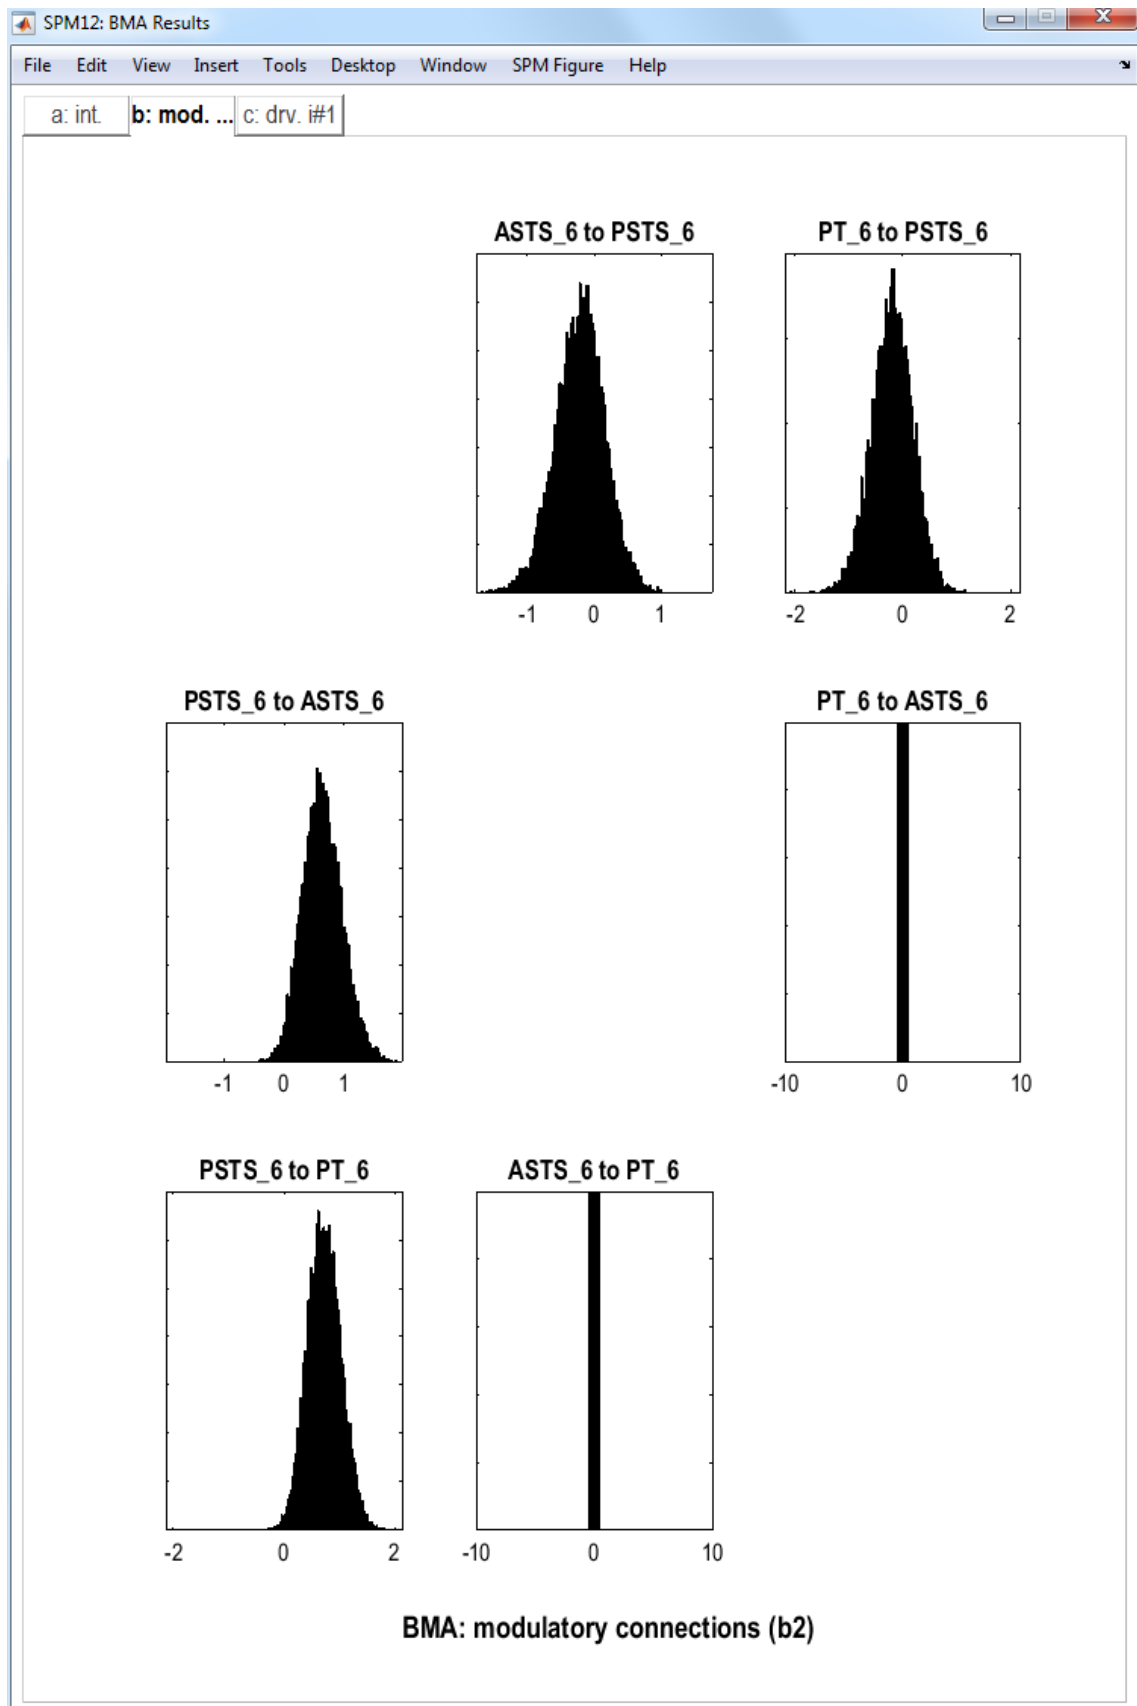 SPM12: BMA Results
File Edit View Insert Tools Desktop Window SPM Figure Help
a: int. b: mod. ... c: drv. i#1
ASTS_6 to PSTS_6 PT_6 to PSTS_6
-1 0 1 -2 0 2
PSTS_6 to ASTS_6 PT_6 to ASTS_6
-1 0 1 -10 0 10
PSTS_6 to PT_6 ASTS_6 to PT_6
-2 0 2 -10 0 10
BMA: modulatory connections (b2)